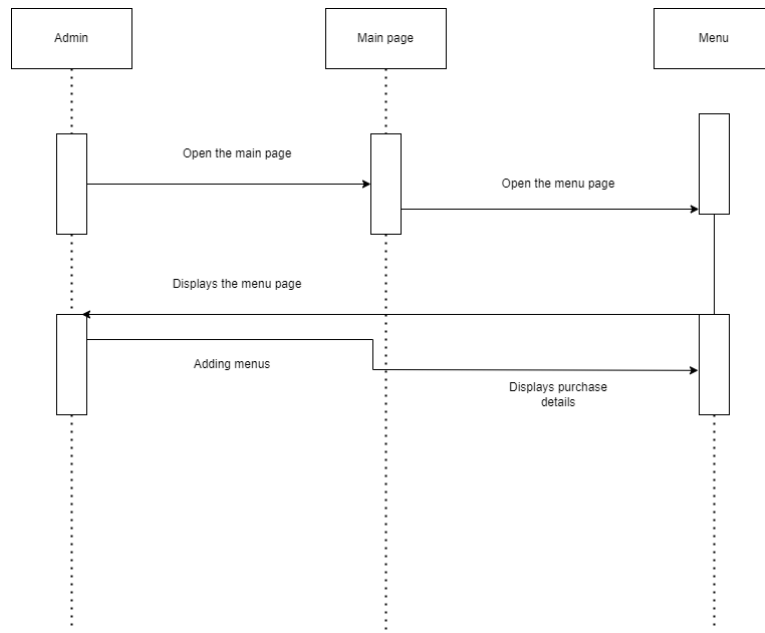 Admin
Main page
Menu
Open the main page
Open the menu page
Displays the menu page
Adding menus
Displays purchase
details